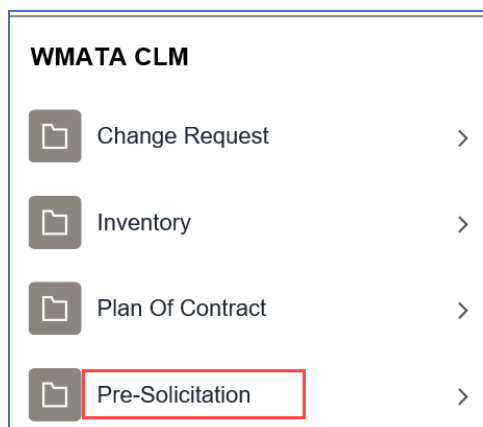 WMATA CLM
Change Request
Inventory
Plan Of Contract
Pre-Solicitation